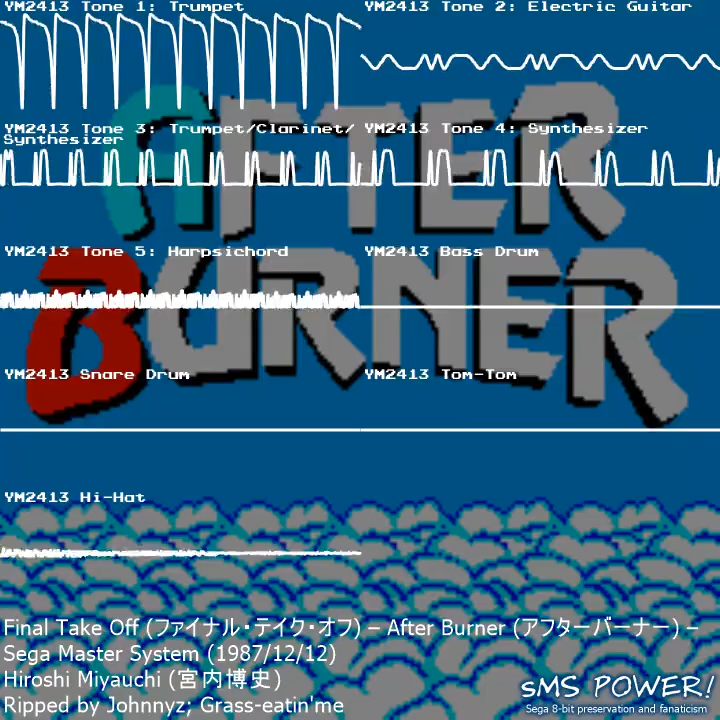 YM2413 Tone 1: Trumpet
YM2413 Tone 2: Electric Guitar
YM2413 Tone 3: Trumpet/Clarinet/
Synthesizer
YM2413 Tone 4: Synthesizer
AFTER
YM2413 Tone 5: Harpsichord
YM2413 Bass Drum
BURNER
YM2413 Snare Drum
YM2413 Tom-Tom
YM2413 Hi-Hat
Final Take Off (ファイナル・テイク・オフ) – After Burner (アフターバーナー) –
Sega Master System (1987/12/12)
Hiroshi Miyauchi (宮内博史)
Ripped by Johnnyz; Grass-eatin'me
sMS POWER!
Sega 8-bit preservation and fanaticism